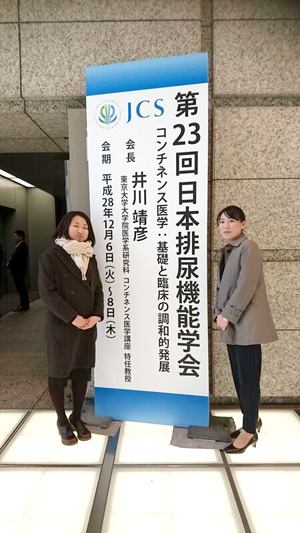 JCS
第23回日本排尿機能学会
コンチネンス医学：基礎と臨床の調和的発展
会長 井川 靖彦
東京大学大学院医学系研究科 コンチネンス医学講座 特任教授
会期 平成28年12月6日(火)～8日(木)